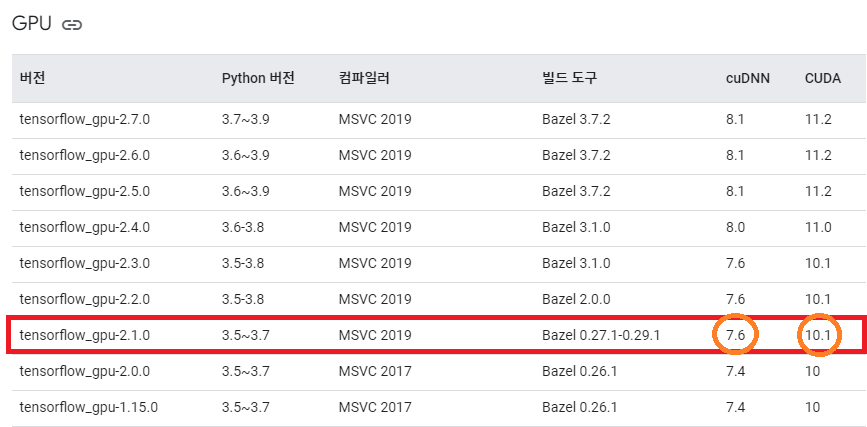 GPU
버전 Python 버전 컴파일러 빌드 도구 cuDNN CUDA
tensorflow_gpu-2.7.0 3.7~3.9 MSVC 2019 Bazel 3.7.2 8.1 11.2
tensorflow_gpu-2.6.0 3.6~3.9 MSVC 2019 Bazel 3.7.2 8.1 11.2
tensorflow_gpu-2.5.0 3.6~3.9 MSVC 2019 Bazel 3.7.2 8.1 11.2
tensorflow_gpu-2.4.0 3.6-3.8 MSVC 2019 Bazel 3.1.0 8.0 11.0
tensorflow_gpu-2.3.0 3.5-3.8 MSVC 2019 Bazel 3.1.0 7.6 10.1
tensorflow_gpu-2.2.0 3.5-3.8 MSVC 2019 Bazel 2.0.0 7.6 10.1
tensorflow_gpu-2.1.0 3.5~3.7 MSVC 2019 Bazel 0.27.1-0.29.1 7.6 10.1
tensorflow_gpu-2.0.0 3.5~3.7 MSVC 2017 Bazel 0.26.1 7.4 10
tensorflow_gpu-1.15.0 3.5~3.7 MSVC 2017 Bazel 0.26.1 7.4 10